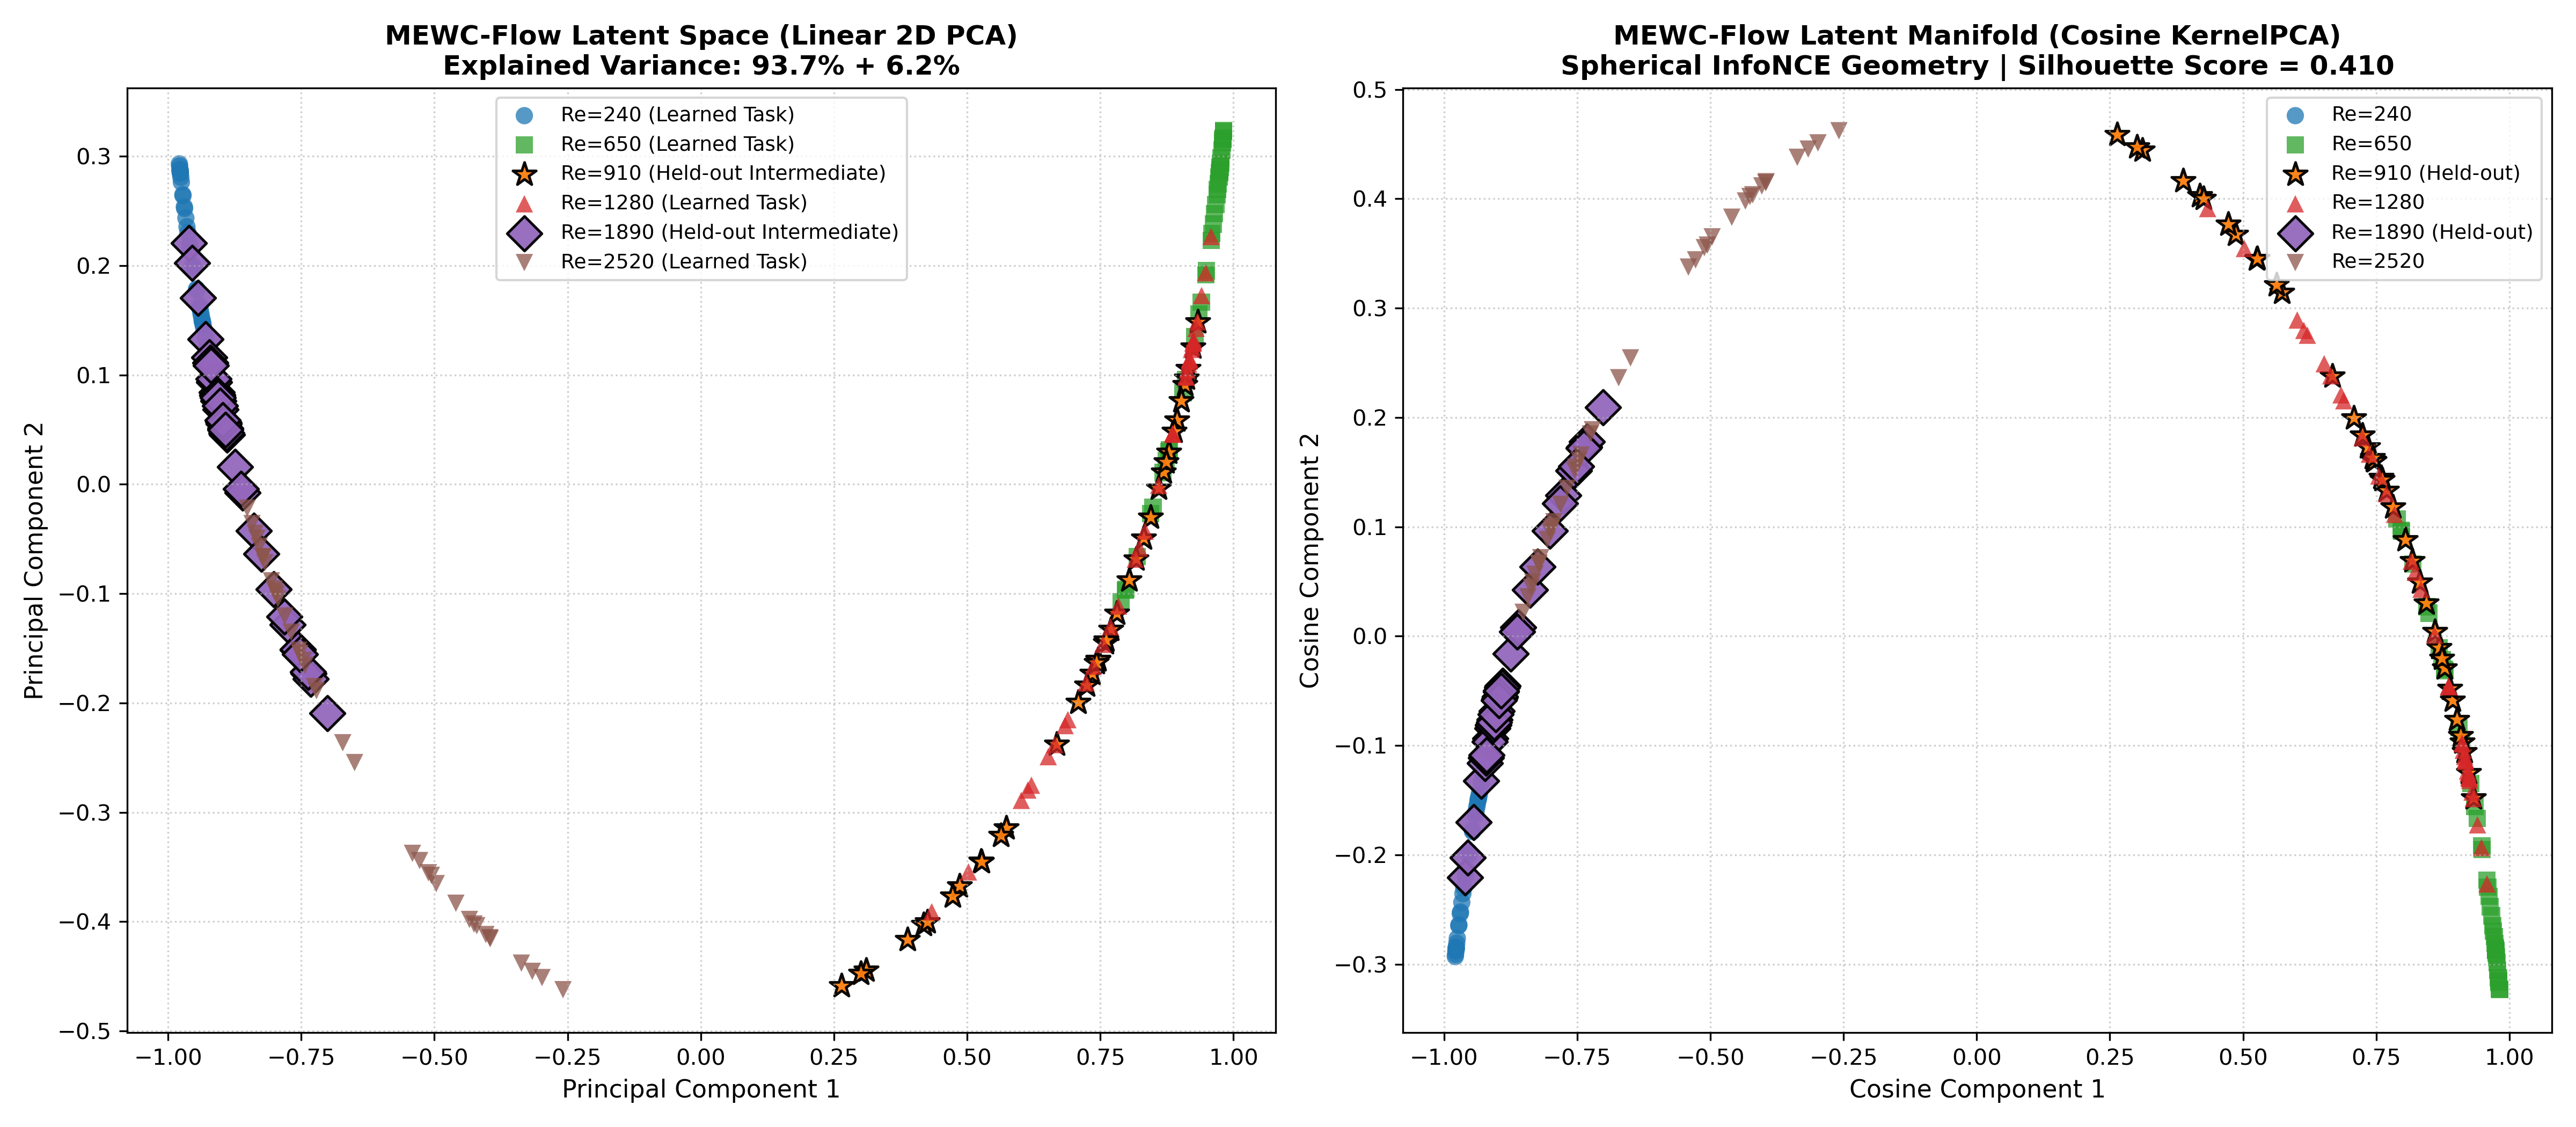 MEWC-Flow Latent Space (Linear 2D PCA)
Explained Variance: 93.7% + 6.2%
Re=240 (Learned Task)
Re=650 (Learned Task)
Re=910 (Held-out Intermediate)
Re=1280 (Learned Task)
Re=1890 (Held-out Intermediate)
Re=2520 (Learned Task)
0.3
0.2
0.1
0.0
−0.1
−0.2
−0.3
−0.4
−0.5
Principal Component 2
−1.00
−0.75
−0.50
−0.25
0.00
0.25
0.50
0.75
1.00
Principal Component 1
MEWC-Flow Latent Manifold (Cosine KernelPCA)
Spherical InfoNCE Geometry | Silhouette Score = 0.410
Re=240
Re=650
Re=910 (Held-out)
Re=1280
Re=1890 (Held-out)
Re=2520
0.5
0.4
0.3
0.2
0.1
0.0
−0.1
−0.2
−0.3
Cosine Component 2
−1.00
−0.75
−0.50
−0.25
0.00
0.25
0.50
0.75
1.00
Cosine Component 1